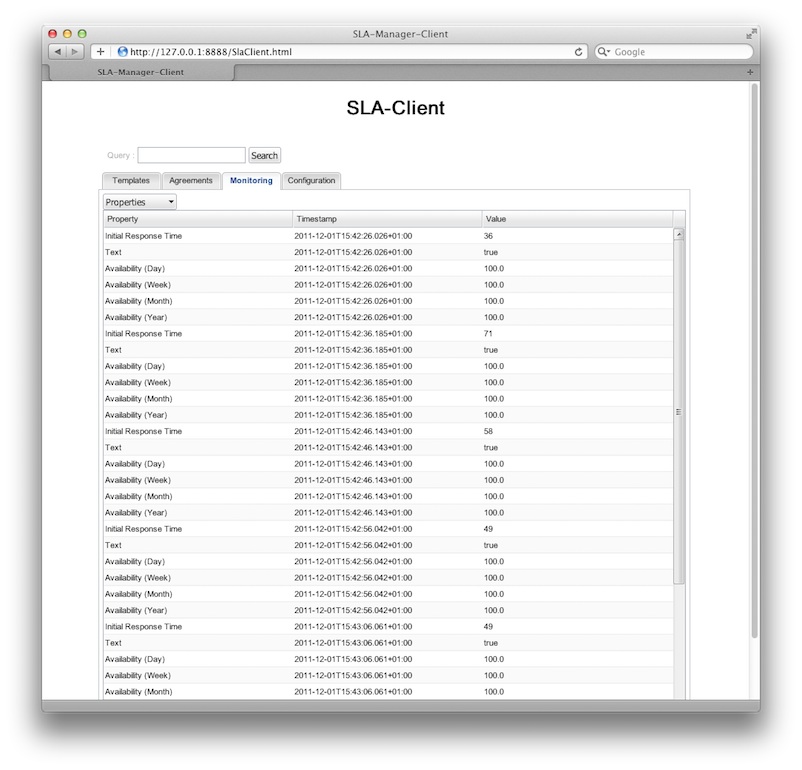 SLA-Manager-Client
http://127.0.0.1:8888/SlaClient.html
Google
SLA-Manager-Client
SLA-Client
Query :
Search
Templates Agreements Monitoring Configuration
Properties
Property Timestamp Value
Initial Response Time 2011-12-01T15:42:26.026+01:00 36
Text 2011-12-01T15:42:26.026+01:00 true
Availability (Day) 2011-12-01T15:42:26.026+01:00 100.0
Availability (Week) 2011-12-01T15:42:26.026+01:00 100.0
Availability (Month) 2011-12-01T15:42:26.026+01:00 100.0
Availability (Year) 2011-12-01T15:42:26.026+01:00 100.0
Initial Response Time 2011-12-01T15:42:36.185+01:00 71
Text 2011-12-01T15:42:36.185+01:00 true
Availability (Day) 2011-12-01T15:42:36.185+01:00 100.0
Availability (Week) 2011-12-01T15:42:36.185+01:00 100.0
Availability (Month) 2011-12-01T15:42:36.185+01:00 100.0
Availability (Year) 2011-12-01T15:42:36.185+01:00 100.0
Initial Response Time 2011-12-01T15:42:46.143+01:00 58
Text 2011-12-01T15:42:46.143+01:00 true
Availability (Day) 2011-12-01T15:42:46.143+01:00 100.0
Availability (Week) 2011-12-01T15:42:46.143+01:00 100.0
Availability (Month) 2011-12-01T15:42:46.143+01:00 100.0
Availability (Year) 2011-12-01T15:42:46.143+01:00 100.0
Initial Response Time 2011-12-01T15:42:56.042+01:00 49
Text 2011-12-01T15:42:56.042+01:00 true
Availability (Day) 2011-12-01T15:42:56.042+01:00 100.0
Availability (Week) 2011-12-01T15:42:56.042+01:00 100.0
Availability (Month) 2011-12-01T15:42:56.042+01:00 100.0
Availability (Year) 2011-12-01T15:42:56.042+01:00 100.0
Initial Response Time 2011-12-01T15:43:06.061+01:00 49
Text 2011-12-01T15:43:06.061+01:00 true
Availability (Day) 2011-12-01T15:43:06.061+01:00 100.0
Availability (Week) 2011-12-01T15:43:06.061+01:00 100.0
Availability (Month) 2011-12-01T15:43:06.061+01:00 100.0